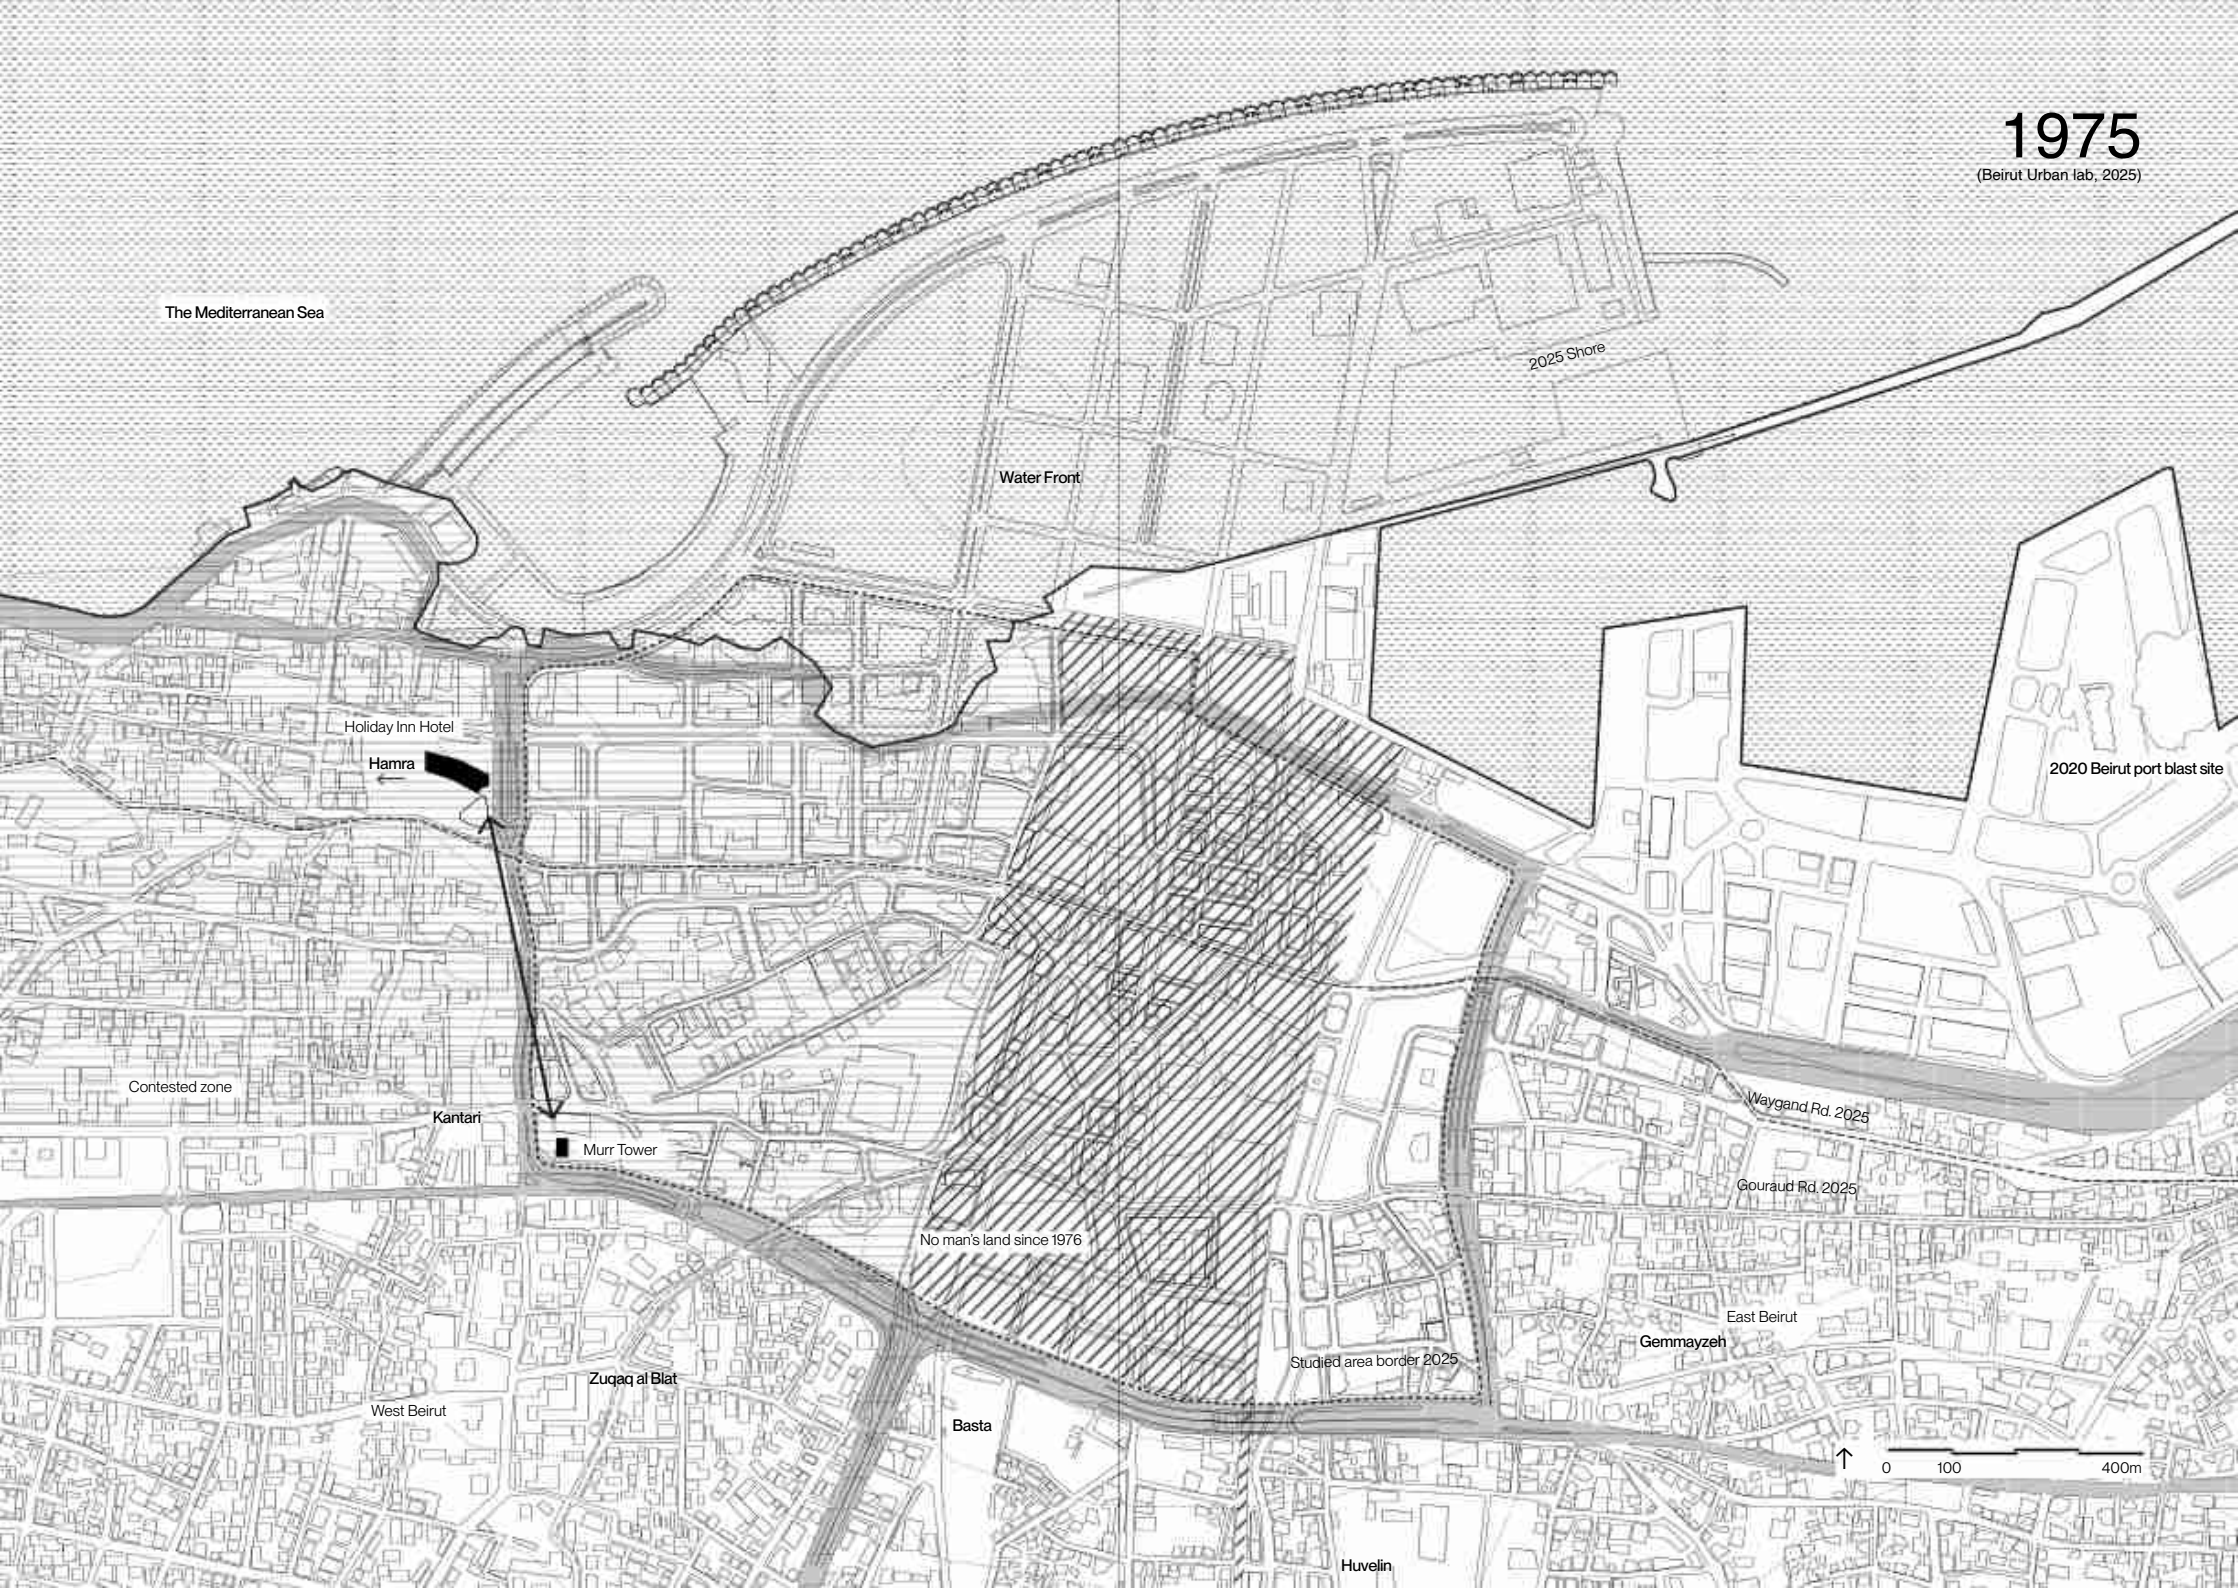 1975
(Beirut Urban lab, 2025)
The Mediterranean Sea
2025 Shore
Water Front
Holiday Inn Hotel
Hamra
2020 Beirut port blast site
Contested zone
Kantari
Waygand Rd. 2025
Murr Tower
Gouraud Rd. 2025
No man's land since 1976
East Beirut
Gemmayzeh
Studied area border 2025
Zuqaq al Blat
West Beirut
Basta
0 100 400m
Huvelin